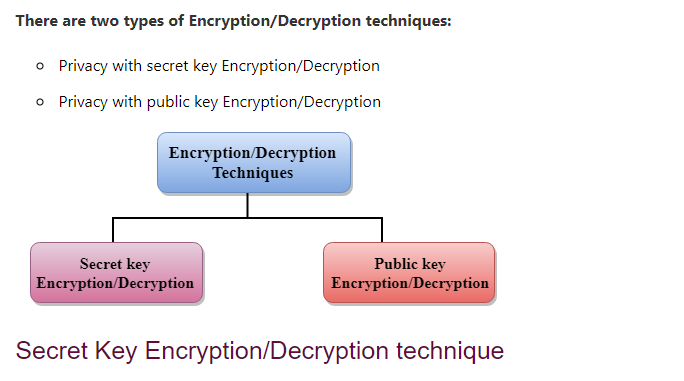 There are two types of Encryption/Decryption techniques:
Privacy with secret key Encryption/Decryption
Privacy with public key Encryption/Decryption
Encryption/Decryption
Techniques
Secret key
Encryption/Decryption
Public key
Encryption/Decryption
Secret Key Encryption/Decryption technique